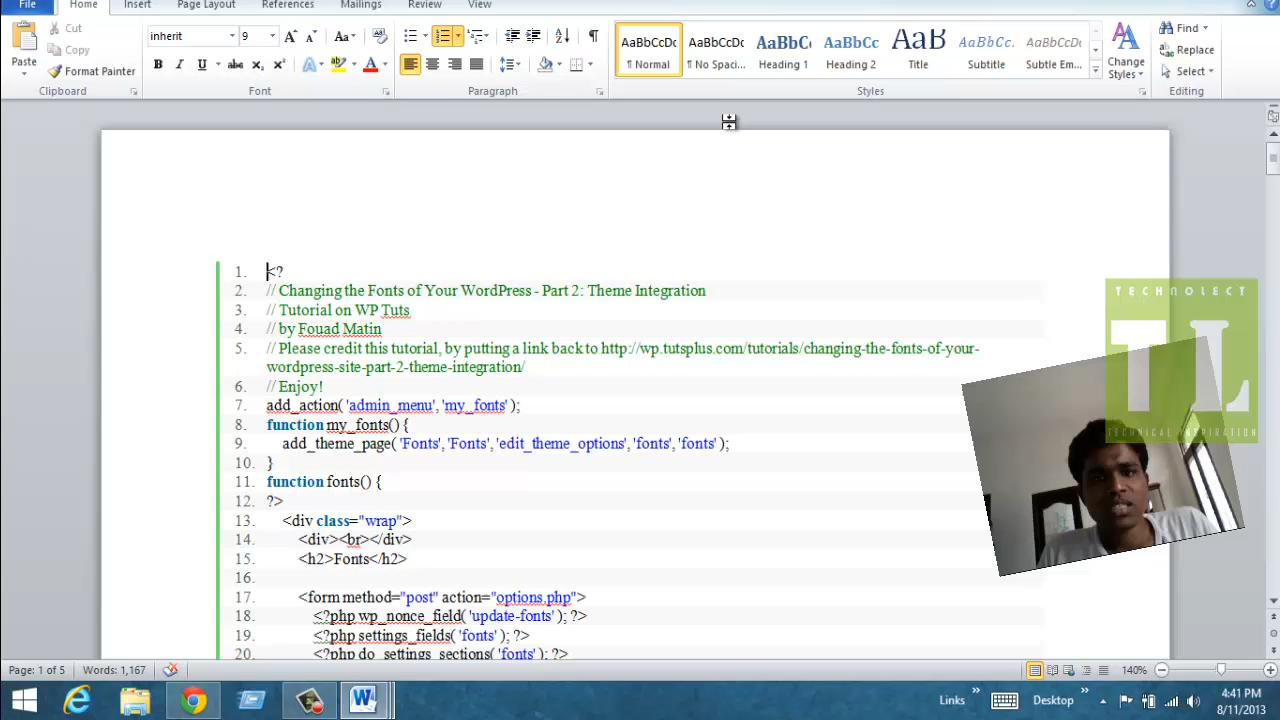 File Home Insert Page Layout References Mailings Review View
Cut
Copy
Format Painter
Paste
Clipboard
inherit 9
Font
Paragraph
AaBbCcDc AaBbCcDc AaBbC AaBbCc AaB AaBbCc. AaBbCcDc
¶ Normal ¶ No Spaci... Heading 1 Heading 2 Title Subtitle Subtle Em...
Styles
Change Styles
Find
Replace
Select
Editing
1. <?
2. // Changing the Fonts of Your WordPress - Part 2: Theme Integration
3. // Tutorial on WP Tuts
4. // by Fouad Matin
5. // Please credit this tutorial, by putting a link back to http://wp.tutsplus.com/tutorials/changing-the-fonts-of-your-
wordpress-site-part-2-theme-integration/
6. // Enjoy!
7. add_action( 'admin_menu', 'my_fonts' );
8. function my_fonts() {
9. add_theme_page( 'Fonts', 'Fonts', 'edit_theme_options', 'fonts', 'fonts' );
10. }
11. function fonts() {
12. ?>
13. <div class="wrap">
14. <div><br></div>
15. <h2>Fonts</h2>
16.
17. <form method="post" action="options.php">
18. <?php wp_nonce_field( 'update-fonts' ); ?>
19. <?php settings_fields( 'fonts' ); ?>
20. <?php do_settings_sections( 'fonts' ); ?>
TECHNOLECT
TL
TECHNICAL INSPIRATION
Page: 1 of 5 Words: 1,167 140%
Links » Desktop » 4:41 PM
8/11/2013